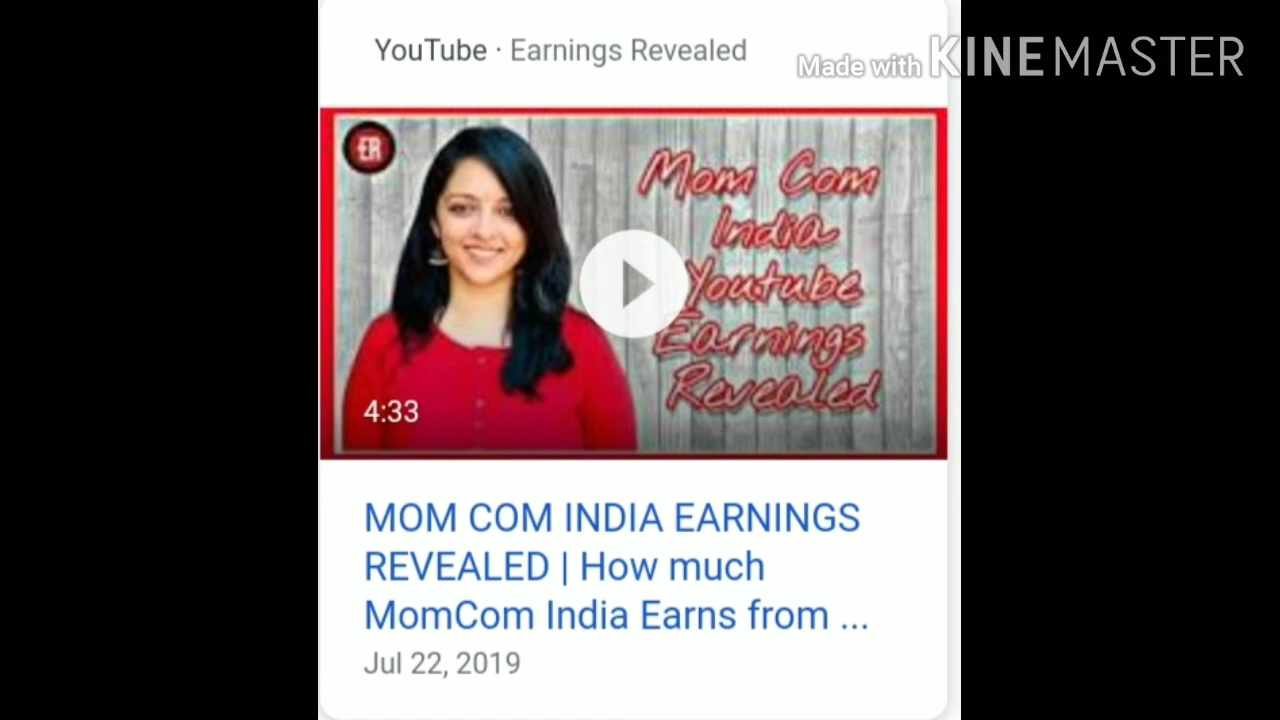 YouTube · Earnings Revealed
Made with KINEMASTER
ER
Mom Com
India
Youtube
Earnings
Revealed
4:33
MOM COM INDIA EARNINGS
REVEALED | How much
MomCom India Earns from ...
Jul 22, 2019